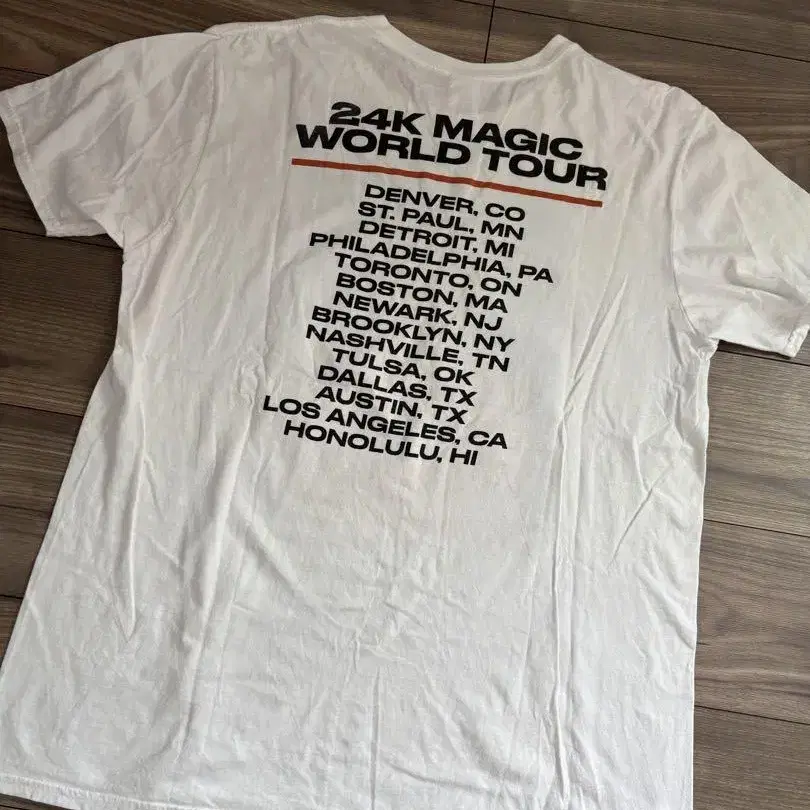 24K MAGIC
WORLD TOUR
DENVER, CO
ST. PAUL, MN
DETROIT, MI
PHILADELPHIA, PA
TORONTO, ON
BOSTON, MA
NEWARK, NJ
BROOKLYN, NY
NASHVILLE, TN
TULSA, OK
DALLAS, TX
AUSTIN, TX
LOS ANGELES, CA
HONOLULU, HI